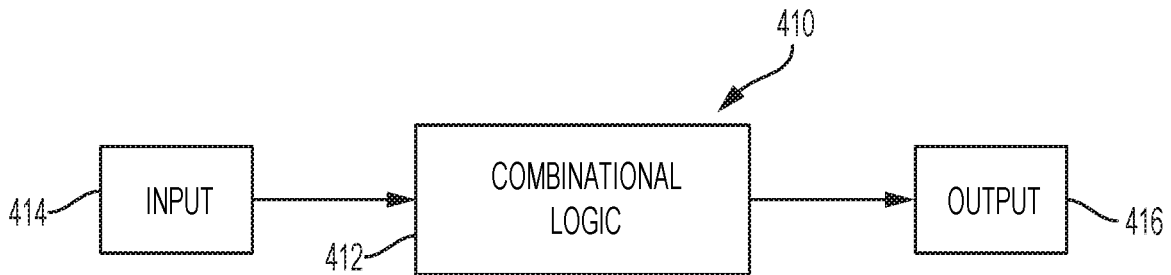 410
INPUT
COMBINATIONAL
LOGIC
OUTPUT
414
412
416